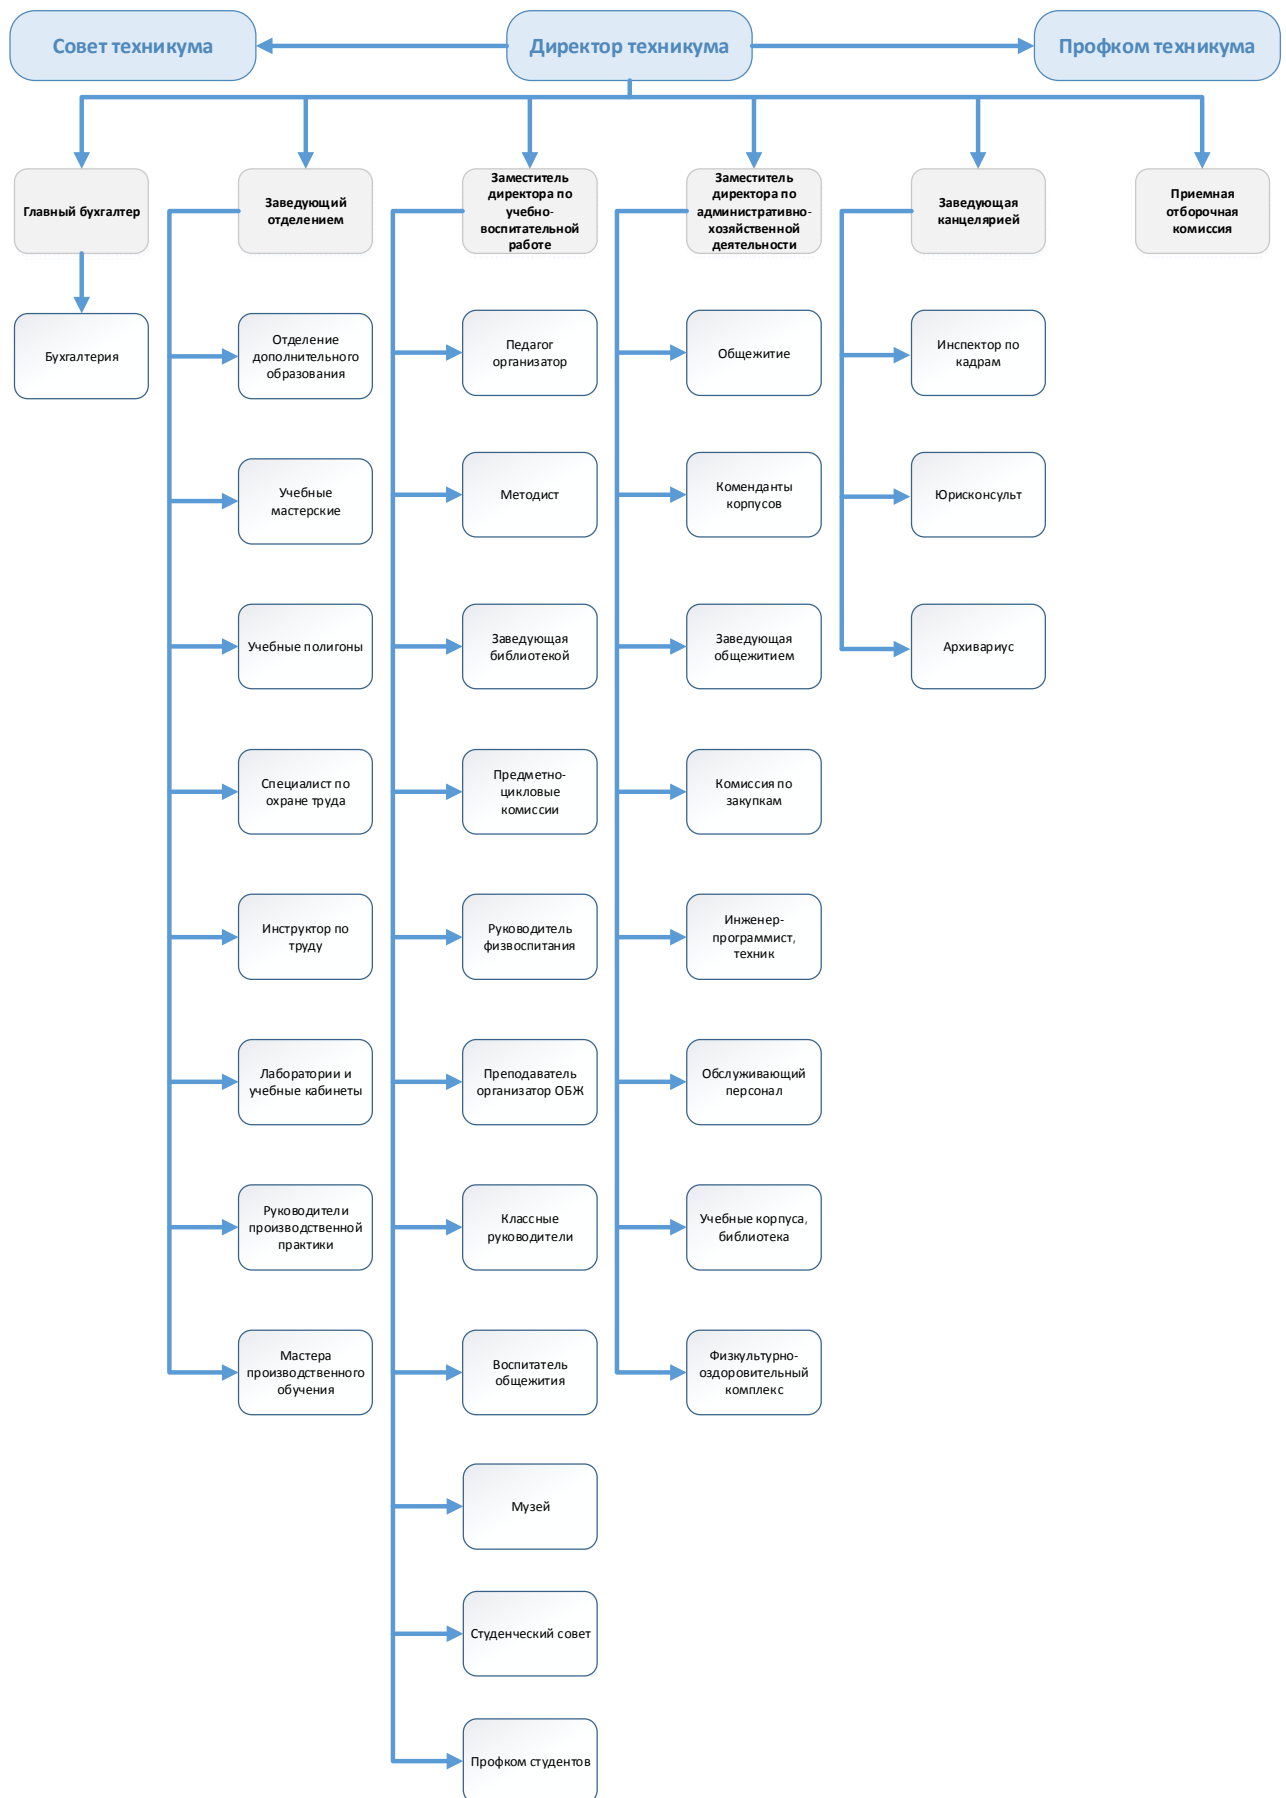 Совет техникума
Директор техникума
Профком техникума
Главный бухгалтер
Заведующий
отделением
Заместитель
директора по
учебно-
воспитательной
работе
Заместитель
директора по
административно-
хозяйственной
деятельности
Заведующая
канцелярией
Приемная
отборочная
комиссия
Бухгалтерия
Отделение
дополнительного
образования
Учебные
мастерские
Учебные полигоны
Специалист по
охране труда
Инструктор по
труду
Лаборатории и
учебные кабинеты
Руководители
производственной
практики
Мастера
производственного
обучения
Педагог
организатор
Методист
Заведующая
библиотекой
Предметно-
цикловые
комиссии
Руководитель
физвоспитания
Преподаватель
организатор ОБЖ
Классные
руководители
Воспитатель
общежития
Музей
Студенческий совет
Профком студентов
Общежитие
Коменданты
корпусов
Заведующая
общежитием
Комиссия по
закупкам
Инженер-
программист,
техник
Обслуживающий
персонал
Учебные корпуса,
библиотека
Физкультурно-
оздоровительный
комплекс
Инспектор по
кадрам
Юрисконсульт
Архивариус